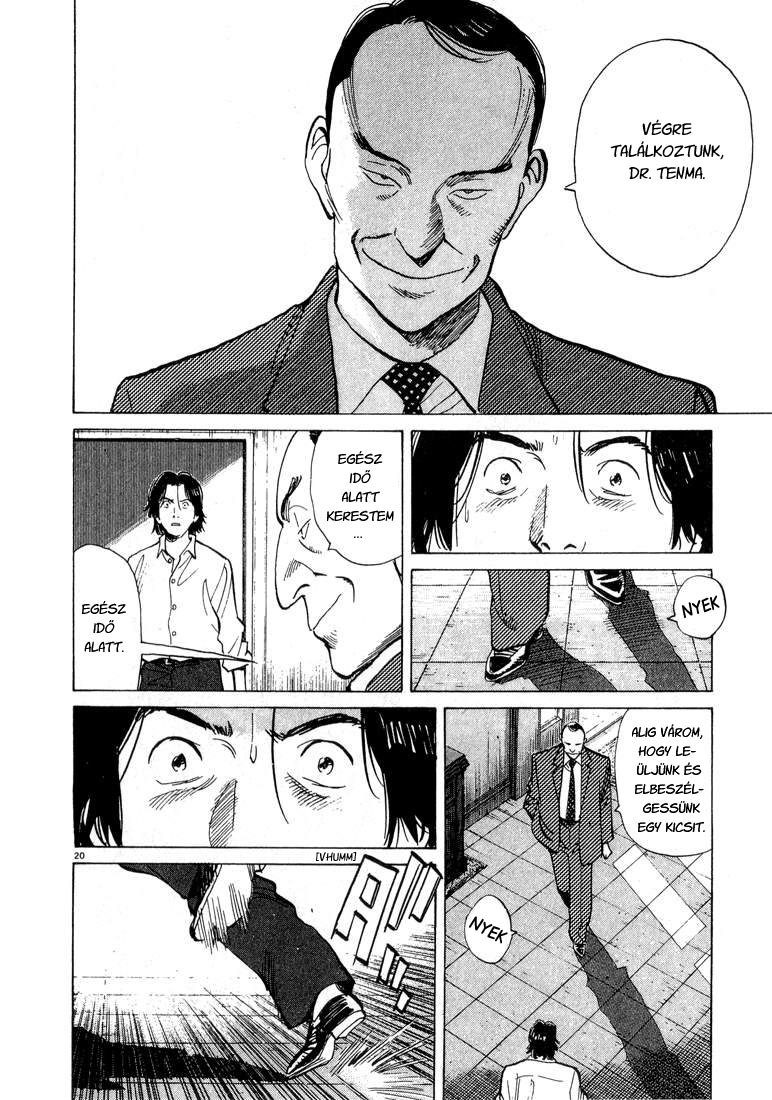 VÉGRE
TALÁLKOZTUNK,
DR. TENMA.
EGÉSZ
IDŐ
ALATT
KERESTEM
...
EGÉSZ
IDŐ
ALATT.
NYEK
ALIG VÁROM,
HOGY LE-
ÜLJÜNK ÉS
ELBESZÉL-
GESSÜNK
EGY KICSIT.
NYEK
20
[VHUMM]